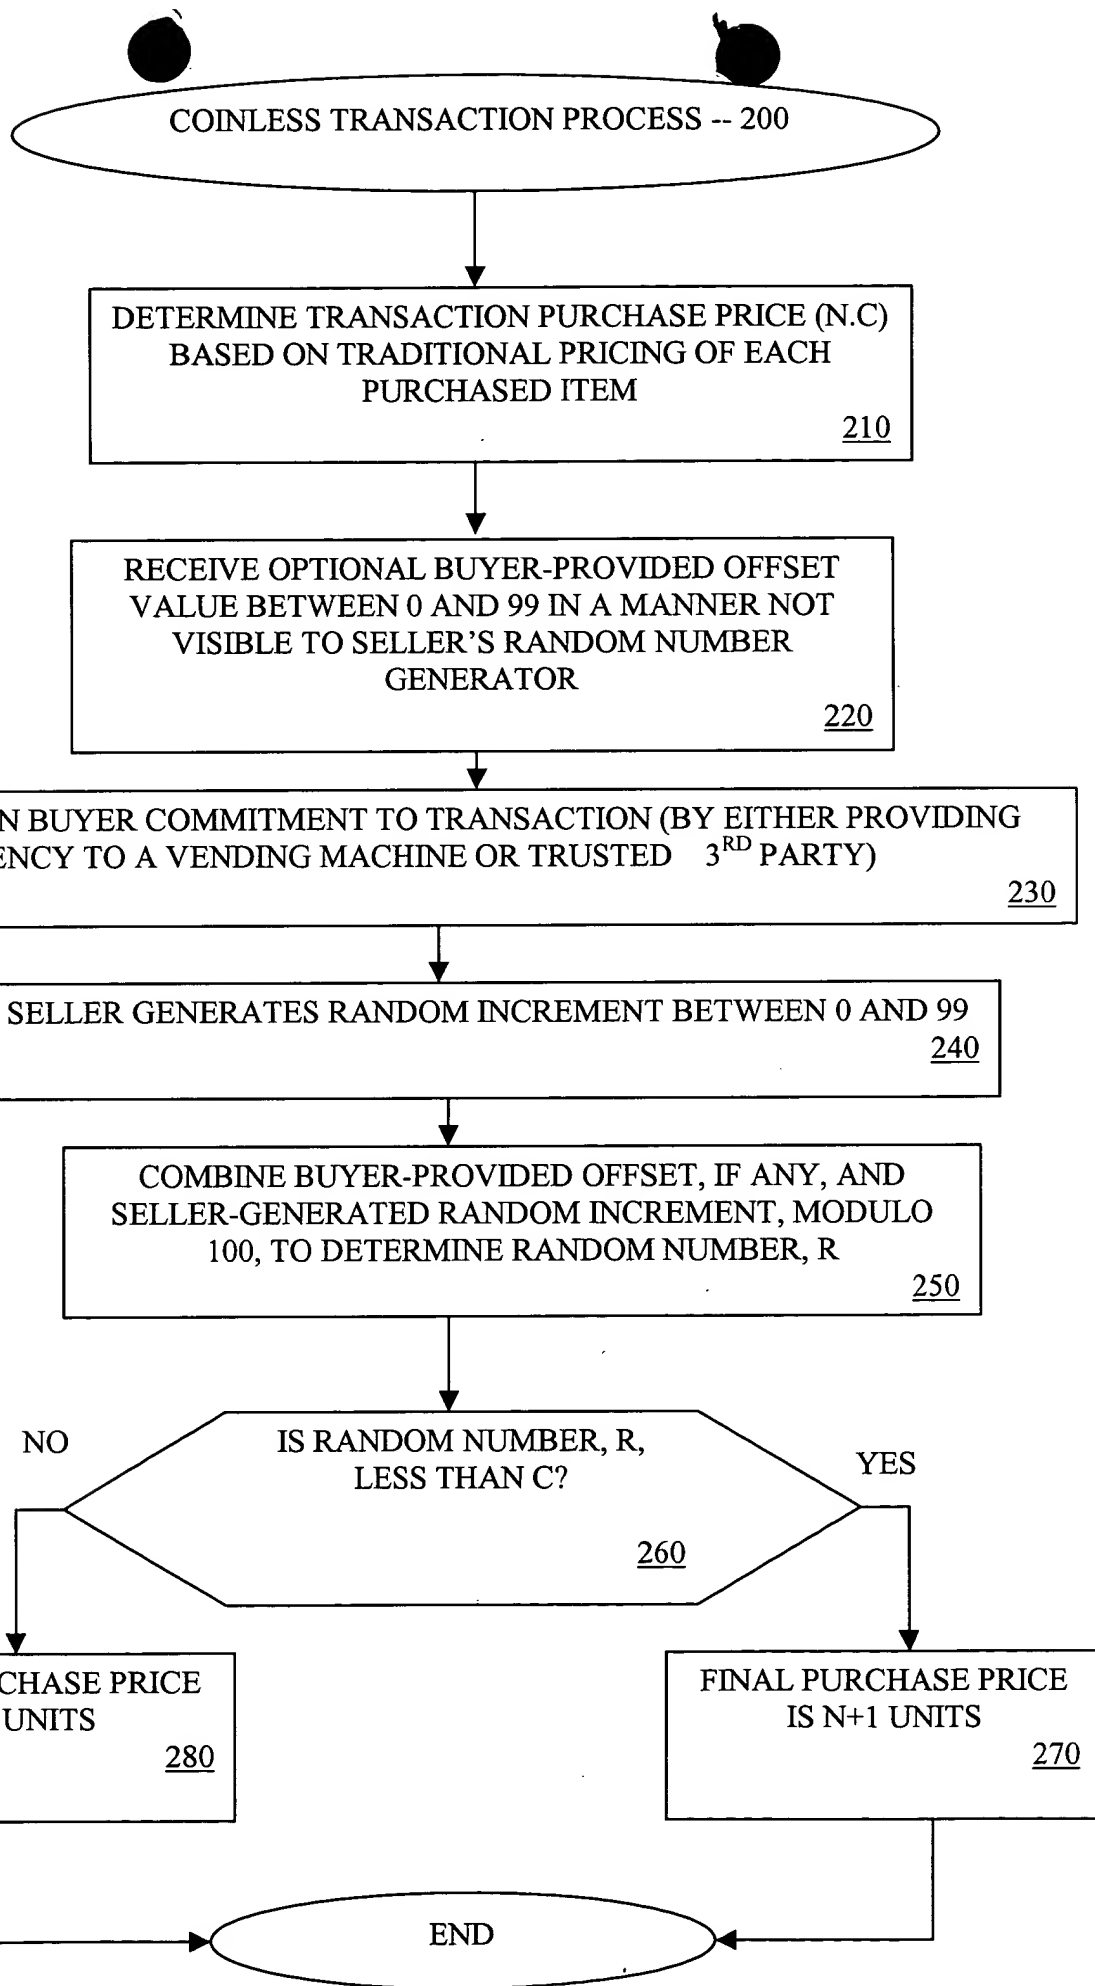 COINLESS TRANSACTION PROCESS -- 200
DETERMINE TRANSACTION PURCHASE PRICE (N.C)
BASED ON TRADITIONAL PRICING OF EACH
PURCHASED ITEM
210
RECEIVE OPTIONAL BUYER-PROVIDED OFFSET
VALUE BETWEEN 0 AND 99 IN A MANNER NOT
VISIBLE TO SELLER'S RANDOM NUMBER
GENERATOR
220
N BUYER COMMITMENT TO TRANSACTION (BY EITHER PROVIDING
ENCY TO A VENDING MACHINE OR TRUSTED 3RD PARTY)
230
SELLER GENERATES RANDOM INCREMENT BETWEEN 0 AND 99
240
COMBINE BUYER-PROVIDED OFFSET, IF ANY, AND
SELLER-GENERATED RANDOM INCREMENT, MODULO
100, TO DETERMINE RANDOM NUMBER, R
250
NO
IS RANDOM NUMBER, R,
LESS THAN C?
YES
260
CHASE PRICE
UNITS
280
FINAL PURCHASE PRICE
IS N+1 UNITS
270
END